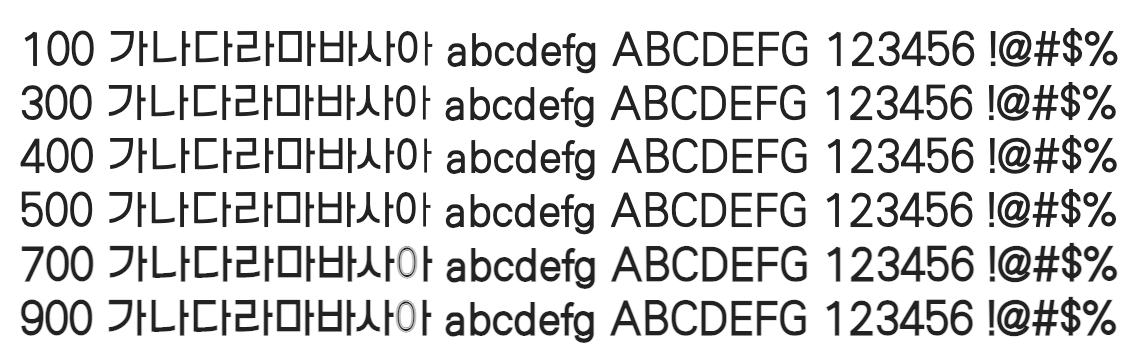 100 가나다라마바사아 abcdefg ABCDEFG 123456 !@#$%
300 가나다라마바사아 abcdefg ABCDEFG 123456 !@#$%
400 가나다라마바사아 abcdefg ABCDEFG 123456 !@#$%
500 가나다라마바사아 abcdefg ABCDEFG 123456 !@#$%
700 가나다라마바사아 abcdefg ABCDEFG 123456 !@#$%
900 가나다라마바사아 abcdefg ABCDEFG 123456 !@#$%